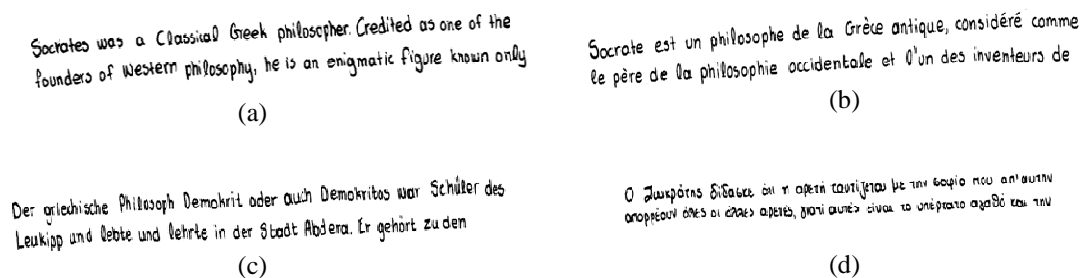 Socrates was a Classical Greek philosopher. Credited as one of the
founders of western philosophy, he is an enigmatic figure known only
(a)
Socrate est un philosophe de la Grèce antique, considéré comme
le père de la philosophie occidentale et l'un des inventeurs de
(b)
Der griechische Philosoph Demokrit oder auch Demokritos war Schüler des
Leukipp und lebte und lehrte in der Stadt Abdera. Er gehört zu den
(c)
Ο Σωκράτης δίδασκε ότι η αρετή ταυτίζεται με την σοφία που απ'αυτην
απορρέουν όλες οι άλλες αρετές, γιατί αυτές είναι το υπέρτατο αγαθό και την
(d)